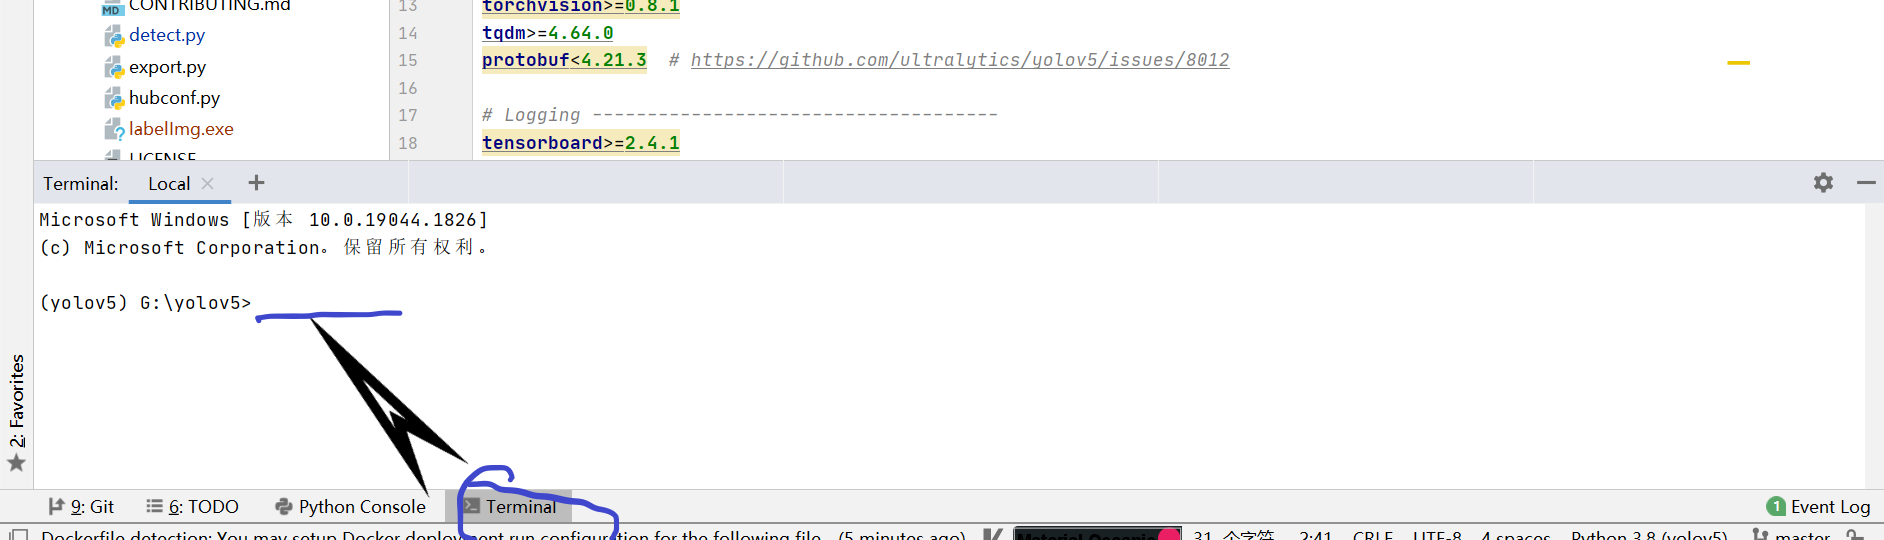 CONTRIBUTING.md
detect.py
export.py
hubconf.py
labelImg.exe
LICENSE
13 torchvision>=0.8.1
14 tqdm>=4.64.0
15 protobuf<4.21.3 # https://github.com/ultralytics/yolov5/issues/8012
16
17 # Logging -------------------------------------
18 tensorboard>=2.4.1
Terminal: Local × +
Microsoft Windows [版本 10.0.19044.1826]
(c) Microsoft Corporation。保留所有权利。
(yolov5) G:\yolov5>
2: Favorites
9: Git 6: TODO Python Console Terminal 1 Event Log
Dockerfile detection: You may setup Docker deployment run configuration for the following file... (5 minutes ago) Material Oceanic 31 个字符 2:41 CRLF UTF-8 4 spaces Python 3.8 (yolov5) master